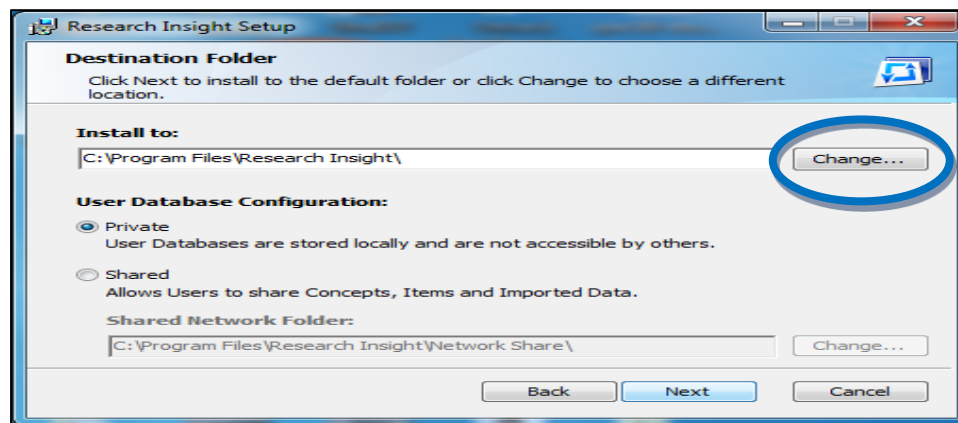 Research Insight Setup
Destination Folder
Click Next to install to the default folder or click Change to choose a different
location.
Install to:
C:\Program Files\Research Insight\
Change...
User Database Configuration:
Private
User Databases are stored locally and are not accessible by others.
Shared
Allows Users to share Concepts, Items and Imported Data.
Shared Network Folder:
C:\Program Files\Research Insight\Network Share\
Change...
Back
Next
Cancel